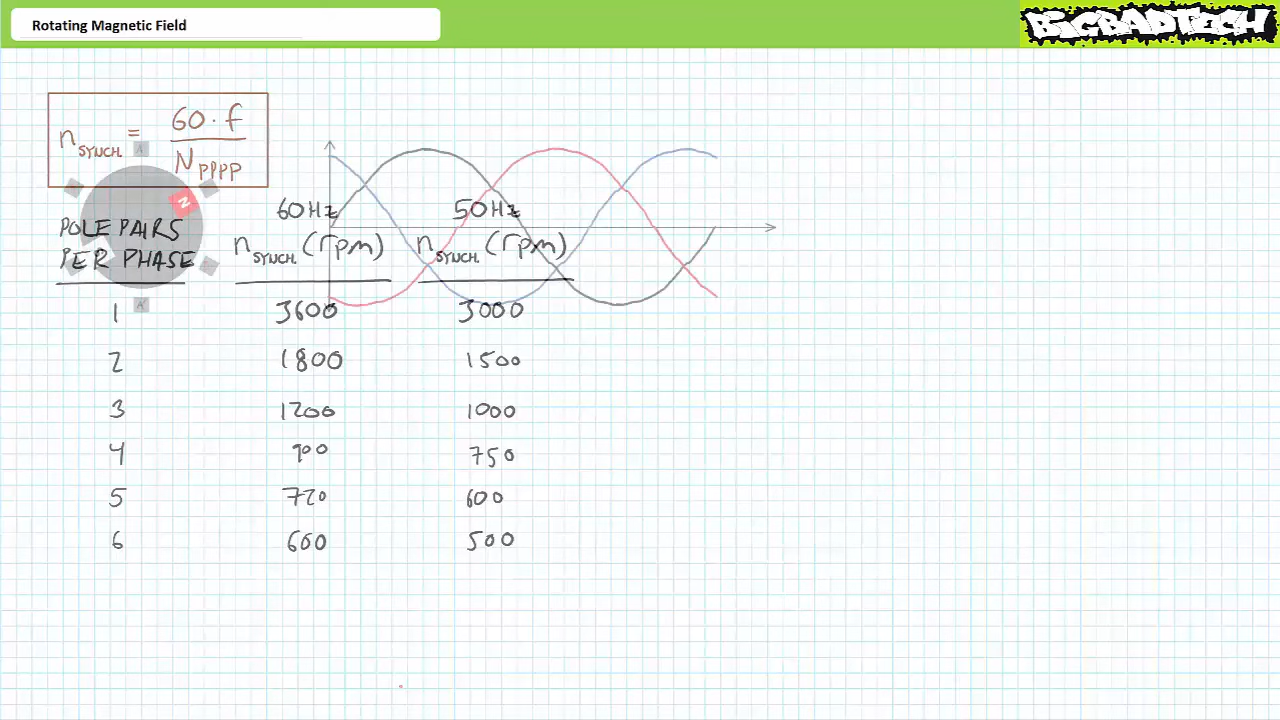 Rotating Magnetic Field
BIGBADTECH
n SYNCH. = 60 · f / N PPPP
A
N
60Hz 50Hz
POLE PAIRS PER PHASE n SYNCH. (rpm) n SYNCH. (rpm)
A'
1 3600 3000
2 1800 1500
3 1200 1000
4 900 750
5 720 600
6 600 500